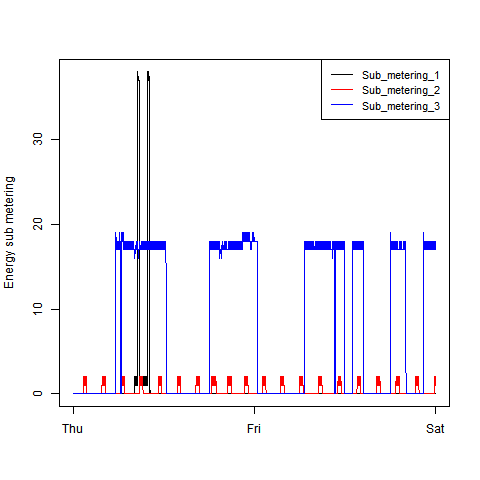 Sub_metering_1
Sub_metering_2
Sub_metering_3
Energy sub metering
30
20
10
0
Thu Fri Sat